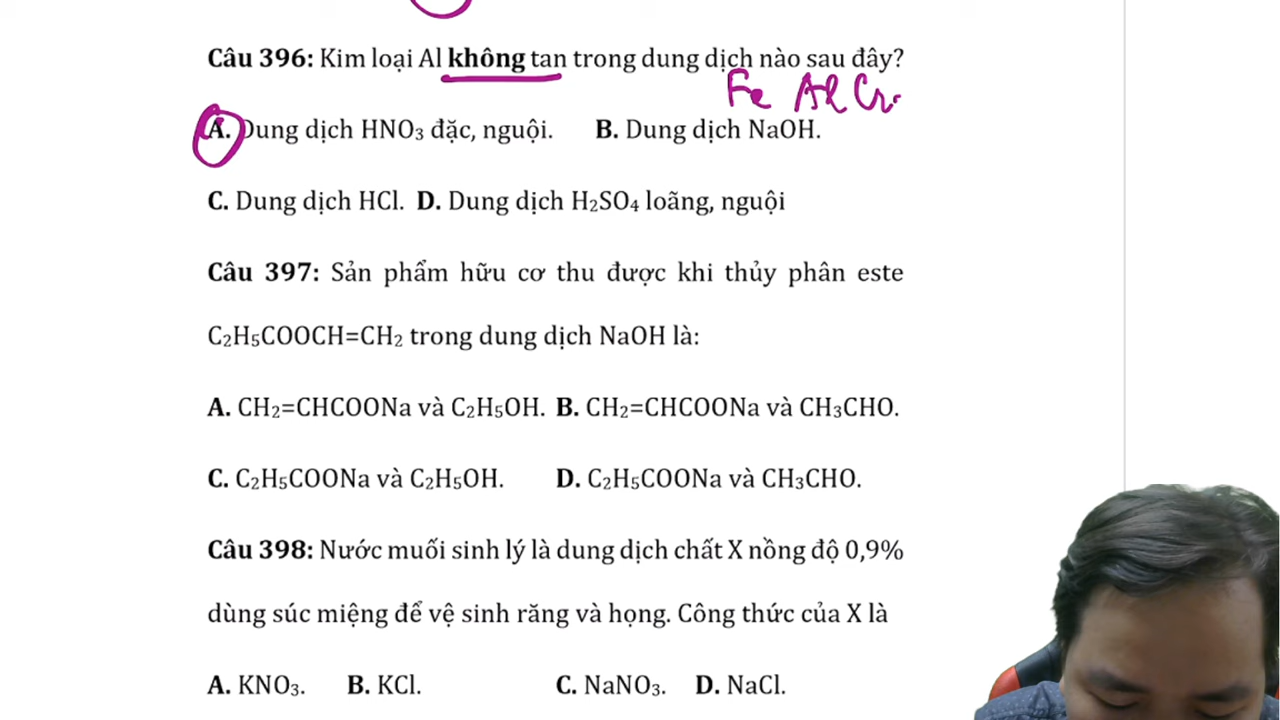 Câu 396: Kim loại Al không tan trong dung dịch nào sau đây?
Fe Al Cr
A. Dung dịch HNO₃ đặc, nguội. B. Dung dịch NaOH.
C. Dung dịch HCl. D. Dung dịch H₂SO₄ loãng, nguội
Câu 397: Sản phẩm hữu cơ thu được khi thủy phân este
C₂H₅COOCH=CH₂ trong dung dịch NaOH là:
A. CH₂=CHCOONa và C₂H₅OH. B. CH₂=CHCOONa và CH₃CHO.
C. C₂H₅COONa và C₂H₅OH. D. C₂H₅COONa và CH₃CHO.
Câu 398: Nước muối sinh lý là dung dịch chất X nồng độ 0,9%
dùng súc miệng để vệ sinh răng và họng. Công thức của X là
A. KNO₃. B. KCl. C. NaNO₃. D. NaCl.